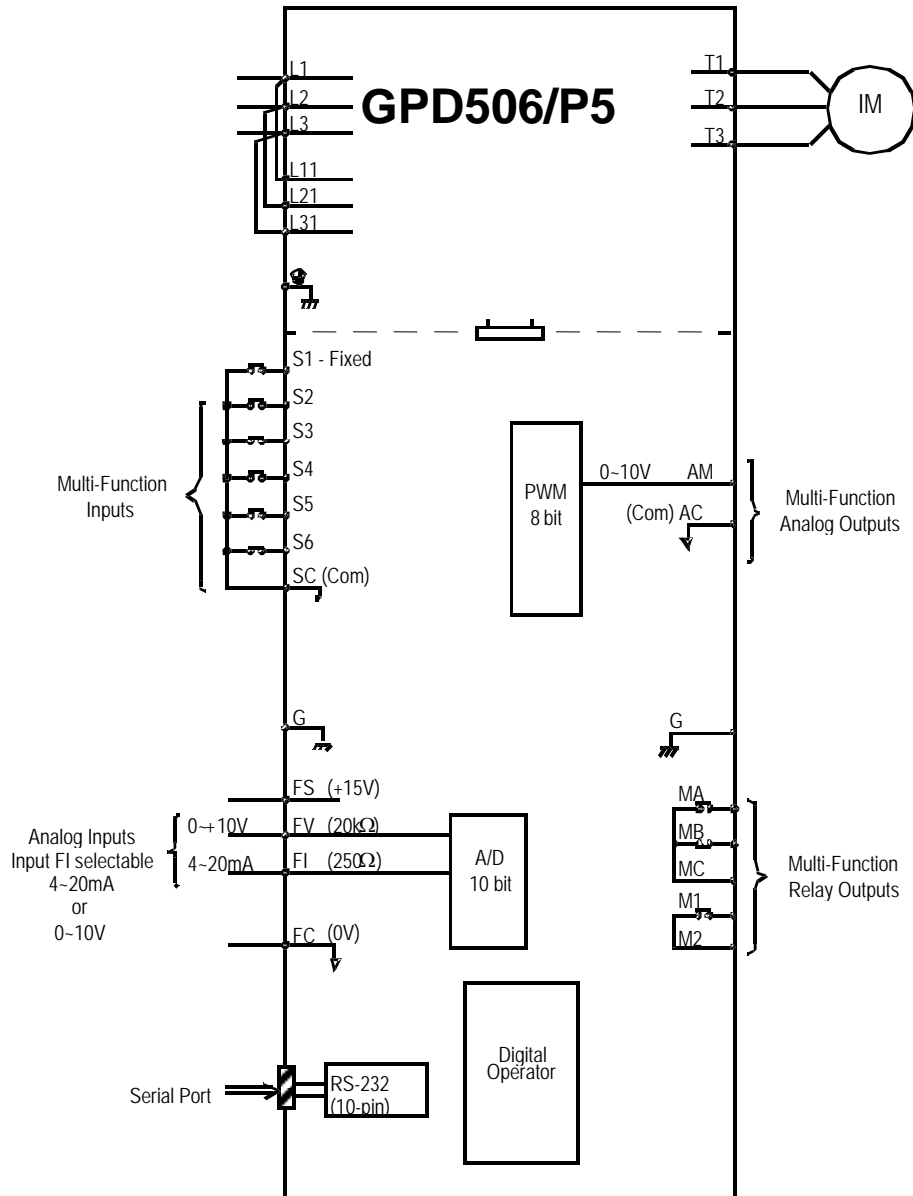 L1
L2
L3
L11
L21
L31
GPD506/P5
T1
T2
T3
IM
S1 - Fixed
S2
S3
S4
S5
S6
SC (Com)
Multi-Function
Inputs
PWM
8 bit
0~10V
AM
(Com) AC
Multi-Function
Analog Outputs
G
G
FS (+15V)
0~+10V
FV (20kΩ)
4~20mA
FI (250Ω)
FC (0V)
Analog Inputs
Input FI selectable
4~20mA
or
0~10V
A/D
10 bit
MA
MB
MC
M1
M2
Multi-Function
Relay Outputs
Digital
Operator
Serial Port
RS-232
(10-pin)